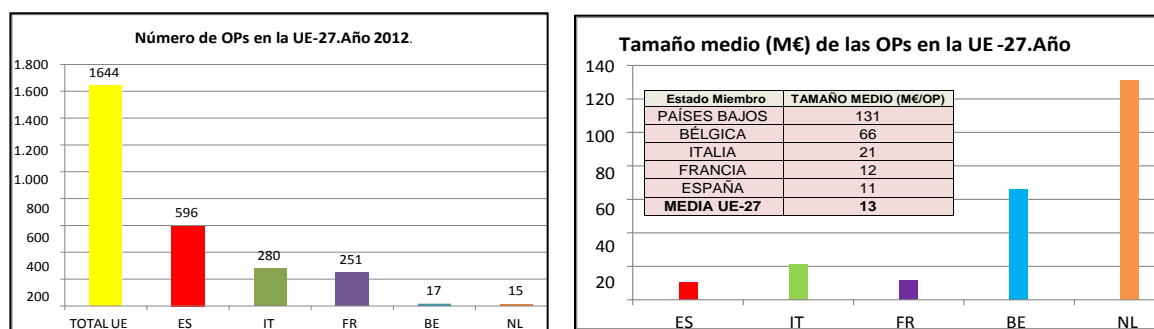 Número de OPs en la UE-27.Año 2012.
1.800
1.600
1.400
1.200
1.000
800
600
400
200
1644
596
280
251
17
15
TOTAL UE ES IT FR BE NL
Tamaño medio (M€) de las OPs en la UE -27.Año
140
120
100
80
60
40
20
Estado Miembro TAMAÑO MEDIO (M€/OP)
PAÍSES BAJOS 131
BÉLGICA 66
ITALIA 21
FRANCIA 12
ESPAÑA 11
MEDIA UE-27 13
ES IT FR BE NL